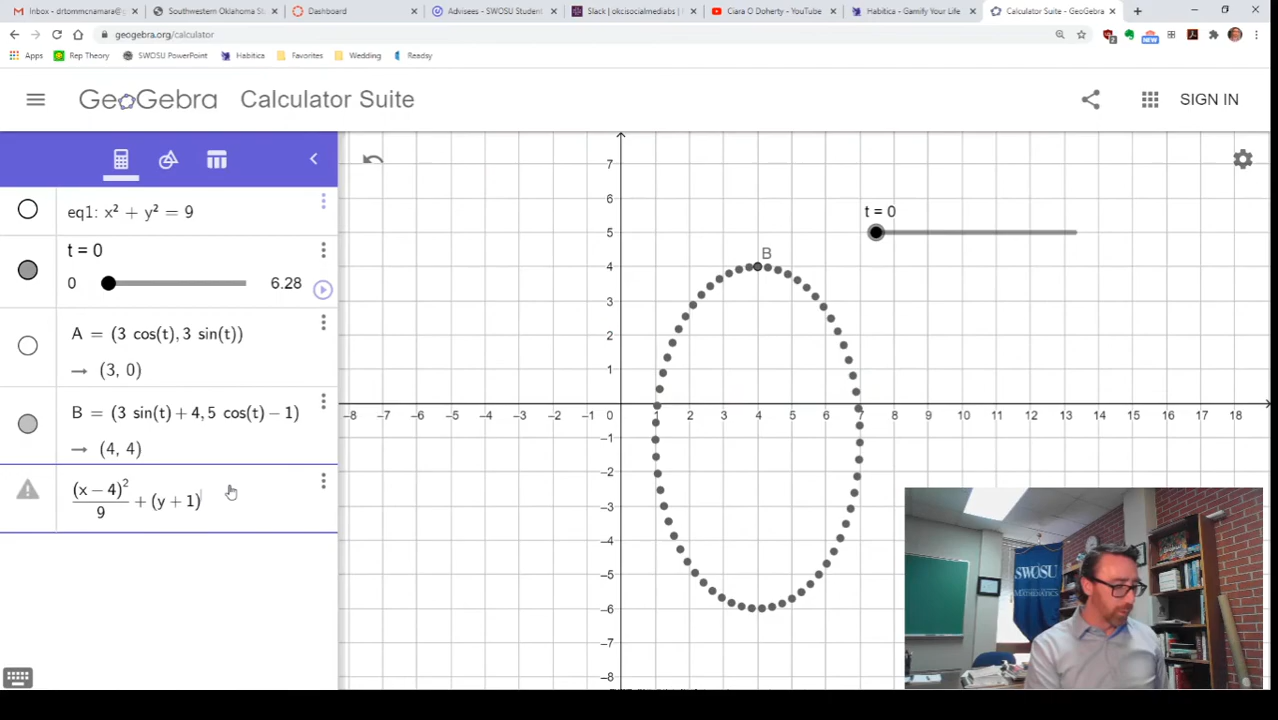 Inbox - drtommcnamara@g
Southwestern Oklahoma St
Dashboard
Advisees - SWOSU Student
Slack | okcisocialmediabs |
Ciara O Doherty - YouTube
Habitica - Gamify Your Life
Calculator Suite - GeoGebra
geogebra.org/calculator
Apps
Rep Theory
SWOSU PowerPoint
Habitica
Favorites
Wedding
Readsy
GeoGebra
Calculator Suite
SIGN IN
eq1: x² + y² = 9
t = 0
0
6.28
A = (3 cos(t), 3 sin(t))
→ (3, 0)
B = (3 sin(t) + 4, 5 cos(t) − 1)
→ (4, 4)
(x − 4)²/9 + (y + 1)
t = 0
B
7
6
5
4
3
2
1
0
−8 −7 −6 −5 −4 −3 −2 −1 0 1 2 3 4 5 6 7 8 9 10 11 12 13 14 15 16 17 18
−1
−2
−3
−4
−5
−6
−7
−8
SWOSU
MATHEMATICS